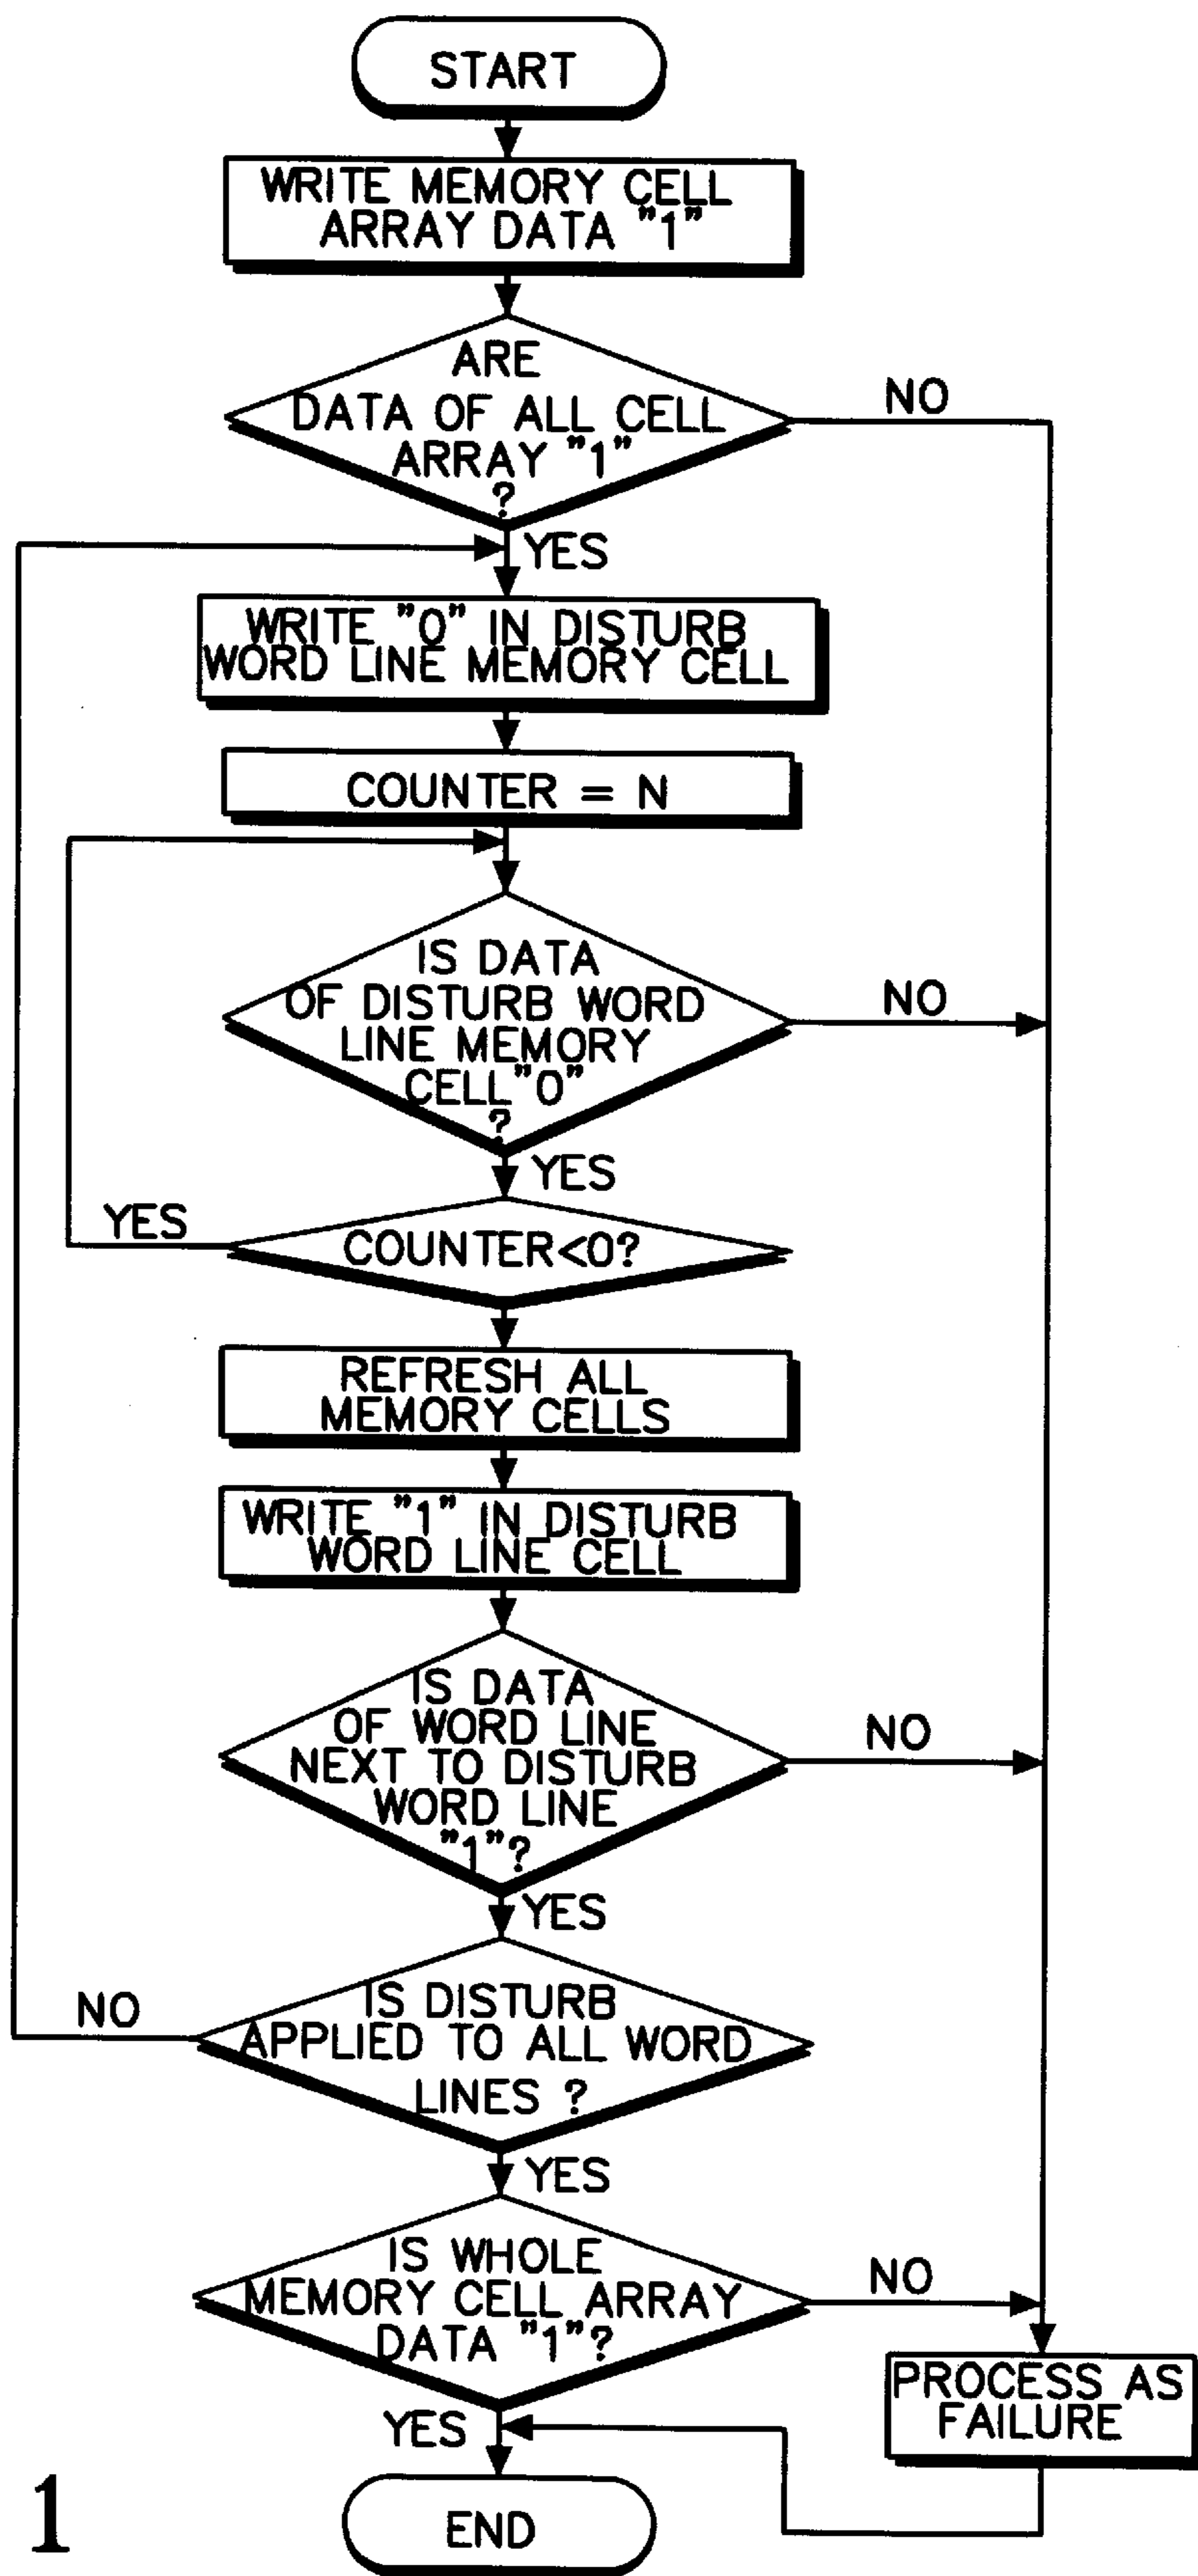 START
WRITE MEMORY CELL
ARRAY DATA "1"
ARE
DATA OF ALL CELL
ARRAY "1"
?
NO
YES
WRITE "0" IN DISTURB
WORD LINE MEMORY CELL
COUNTER = N
IS DATA
OF DISTURB WORD
LINE MEMORY
CELL "0"
?
NO
YES
YES
COUNTER<0?
REFRESH ALL
MEMORY CELLS
WRITE "1" IN DISTURB
WORD LINE CELL
IS DATA
OF WORD LINE
NEXT TO DISTURB
WORD LINE
"1"?
NO
YES
NO
IS DISTURB
APPLIED TO ALL WORD
LINES ?
YES
IS WHOLE
MEMORY CELL ARRAY
DATA "1"?
NO
PROCESS AS
FAILURE
YES
END
1